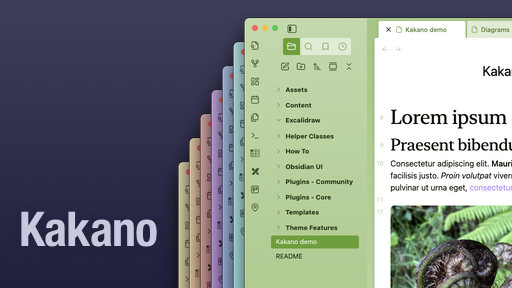 Kakano demo
Diagrams
Kaka
Assets
Content
Excalidraw
Helper Classes
How To
Obsidian UI
Plugins - Community
Plugins - Core
Templates
Theme Features
Kakano demo
README
9
Lorem ipsum
9
Praesent bibendu
10
Consectetur adipiscing elit. Mauri
facilisis justo. Proin volutpat viver
pulvinar ut urna eget, consectetur
11
12
Kakano